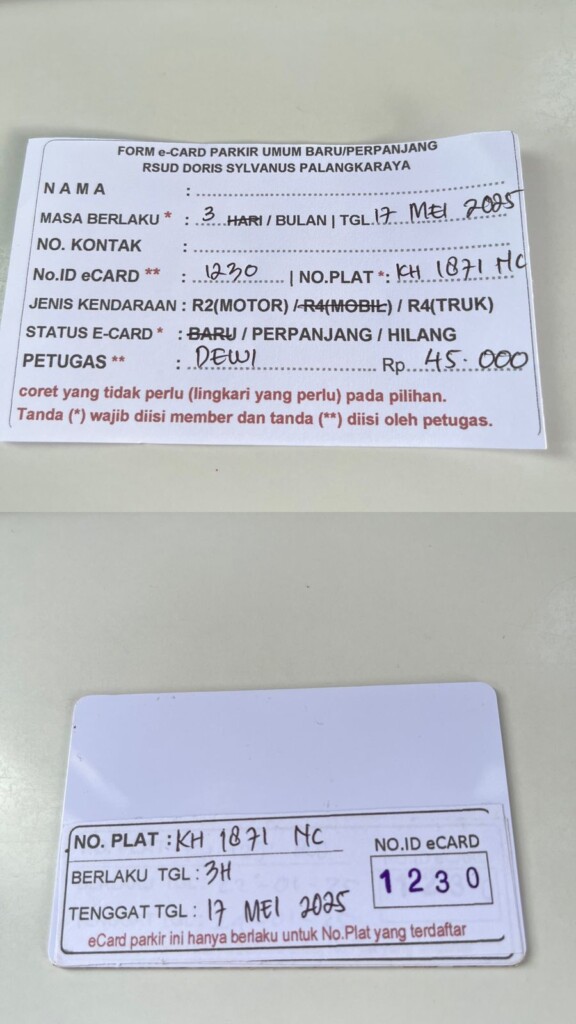 FORM e-CARD PARKIR UMUM BARU/PERPANJANG
RSUD DORIS SYLVANUS PALANGKARAYA
NAMA :
MASA BERLAKU * : 3 HARI / BULAN | TGL. 17 MEI 2025
NO. KONTAK :
No.ID eCARD ** : 1230 | NO.PLAT *: KH 1871 NC
JENIS KENDARAAN : R2(MOTOR) / R4(MOBIL) / R4(TRUK)
STATUS E-CARD * : BARU / PERPANJANG / HILANG
PETUGAS ** : DEWI Rp. 45.000
coret yang tidak perlu (lingkari yang perlu) pada pilihan.
Tanda (*) wajib diisi member dan tanda (**) diisi oleh petugas.
NO. PLAT : KH 1871 NC
NO.ID eCARD
BERLAKU TGL : 3H
1230
TENGGAT TGL : 17 MEI 2025
eCard parkir ini hanya berlaku untuk No.Plat yang terdaftar